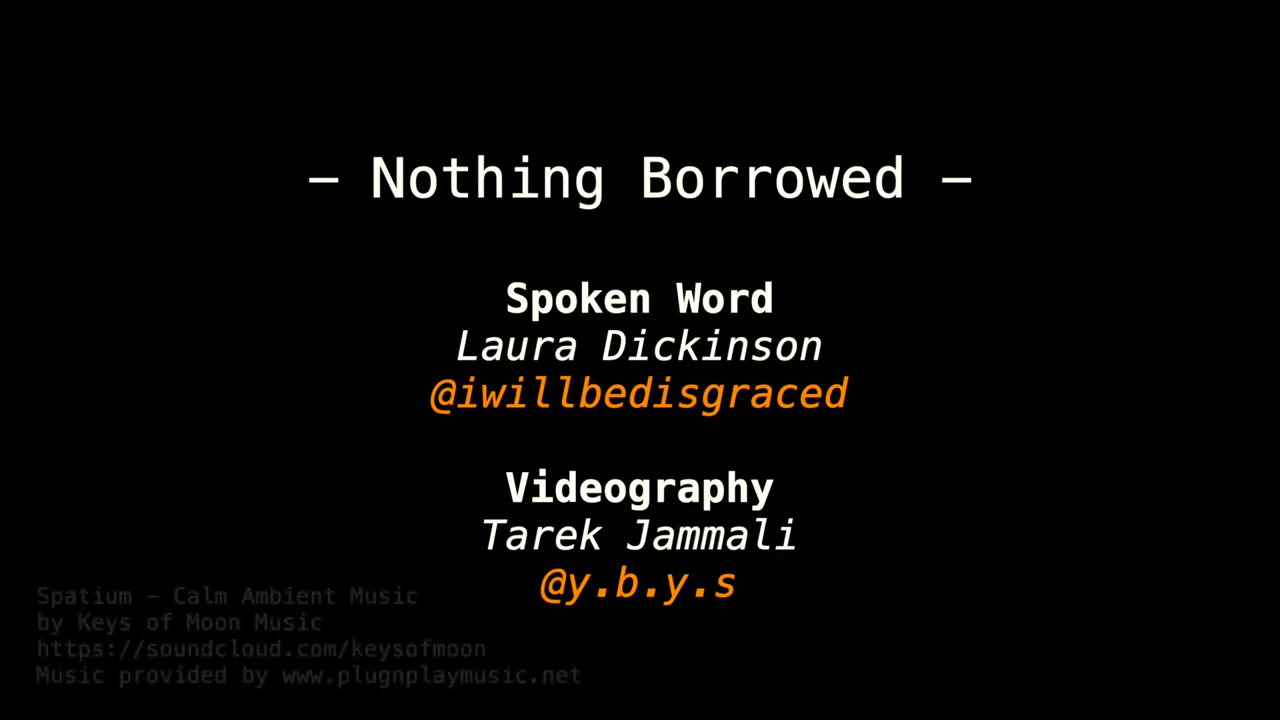 – Nothing Borrowed –
Spoken Word
Laura Dickinson
@iwillbedisgraced
Videography
Tarek Jammali
@y.b.y.s
Spatium – Calm Ambient Music
by Keys of Moon Music
https://soundcloud.com/keysofmoon
Music provided by www.plugnplaymusic.net